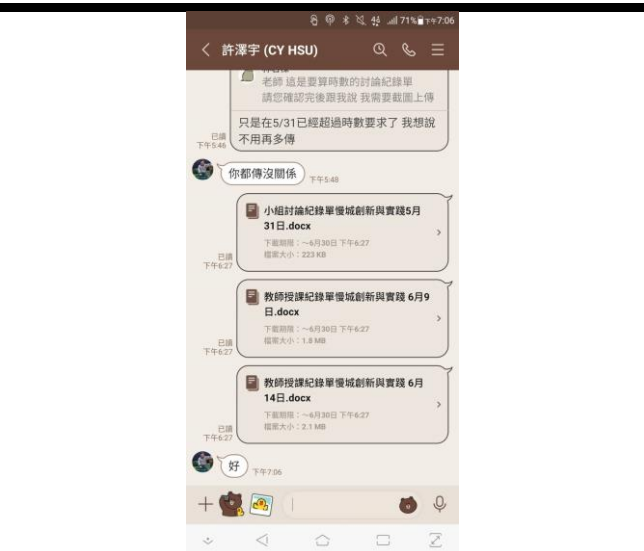 71% 下午7:06
許澤宇 (CY HSU)
老師 這是要算時數的討論紀錄單
請您確認完後跟我說 我需要截圖上傳
只是在5/31已經超過時數要求了 我想說
不用再多傳
已讀
下午5:46
你都傳沒關係
下午5:48
小組討論紀錄單慢城創新與實踐5月
31日.docx
下載期限:~6月30日 下午6:27
檔案大小:223 KB
已讀
下午6:27
教師授課紀錄單慢城創新與實踐 6月9
日.docx
下載期限:~6月30日 下午6:27
檔案大小:1.8 MB
已讀
下午6:27
教師授課紀錄單慢城創新與實踐 6月
14日.docx
下載期限:~6月30日 下午6:27
檔案大小:2.1 MB
已讀
下午6:27
好
下午7:06